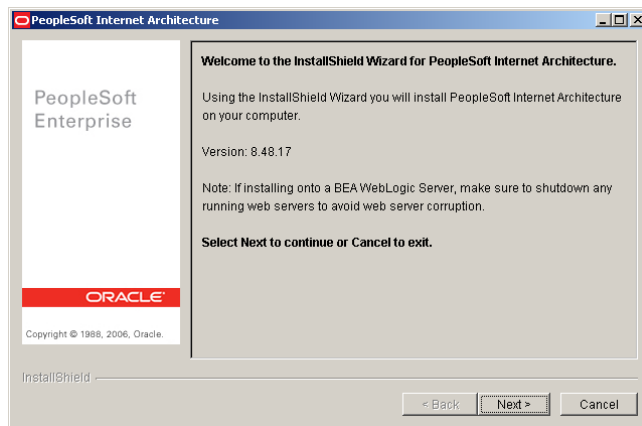 PeopleSoft Internet Architecture
PeopleSoft
Enterprise
ORACLE
Copyright © 1988, 2006, Oracle.
Welcome to the InstallShield Wizard for PeopleSoft Internet Architecture.
Using the InstallShield Wizard you will install PeopleSoft Internet Architecture
on your computer.
Version: 8.48.17
Note: If installing onto a BEA WebLogic Server, make sure to shutdown any
running web servers to avoid web server corruption.
Select Next to continue or Cancel to exit.
InstallShield
< Back Next > Cancel